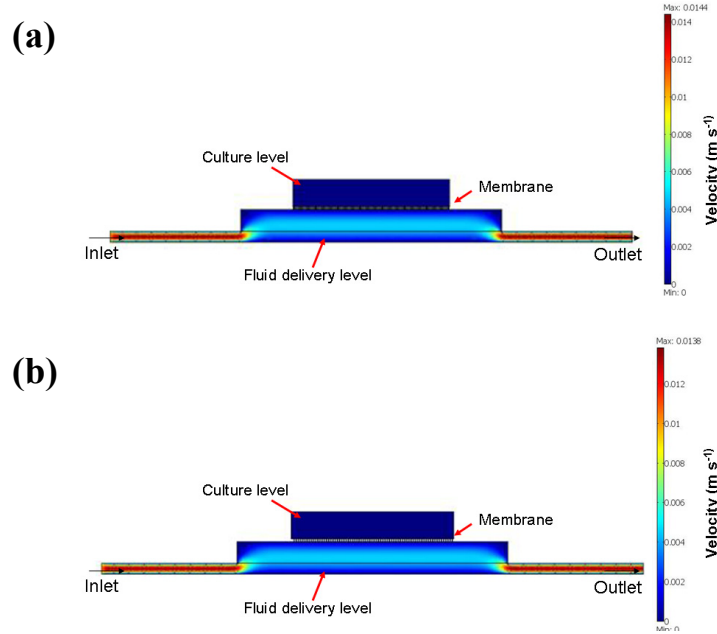 (a)
Max: 0.0144
0.014
0.012
0.01
0.008
0.006
0.004
0.002
0
Min: 0
Velocity (m s-1)
Culture level
Membrane
Inlet
Outlet
Fluid delivery level
(b)
Max: 0.0138
0.012
0.01
0.008
0.006
0.004
0.002
0
Min: 0
Velocity (m s-1)
Culture level
Membrane
Inlet
Outlet
Fluid delivery level